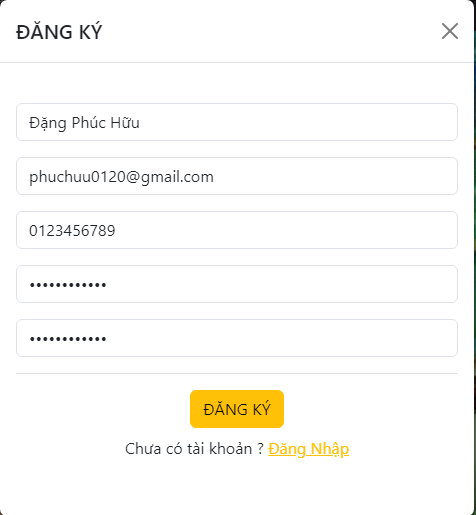 ĐĂNG KÝ
Đặng Phúc Hữu
phuchuu0120@gmail.com
0123456789
••••••••••••
••••••••••••
ĐĂNG KÝ
Chưa có tài khoản ? Đăng Nhập